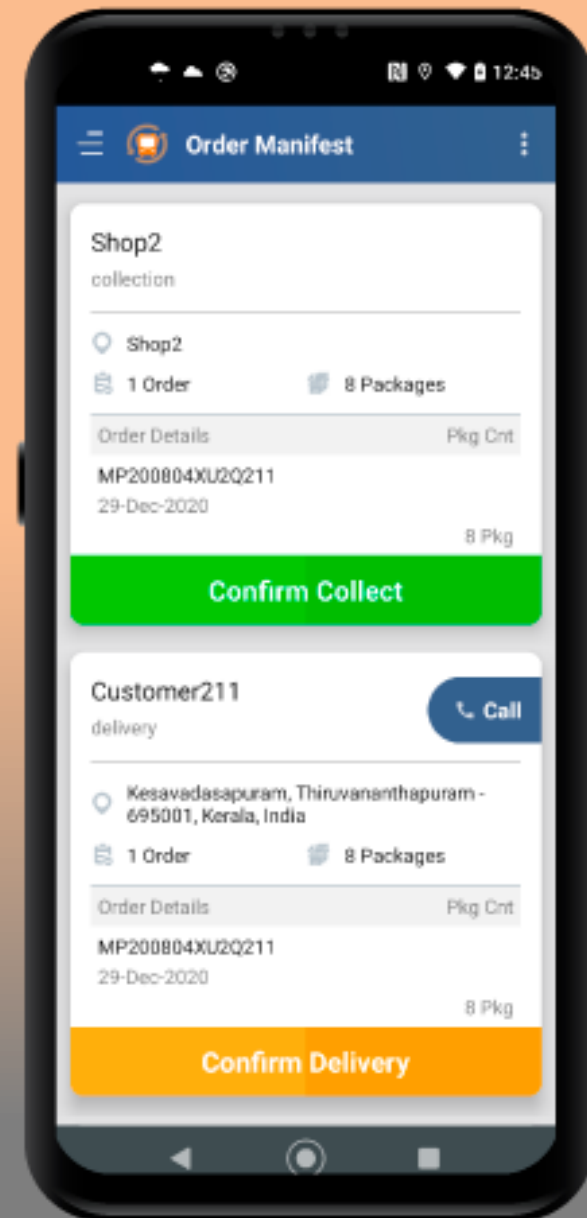 12:45
Order Manifest
Shop2
collection
Shop2
1 Order 8 Packages
Order Details Pkg Cnt
MP200804XU2Q211
29-Dec-2020
8 Pkg
Confirm Collect
Customer211
Call
delivery
Kesavadasapuram, Thiruvananthapuram -
695001, Kerala, India
1 Order 8 Packages
Order Details Pkg Cnt
MP200804XU2Q211
29-Dec-2020
8 Pkg
Confirm Delivery